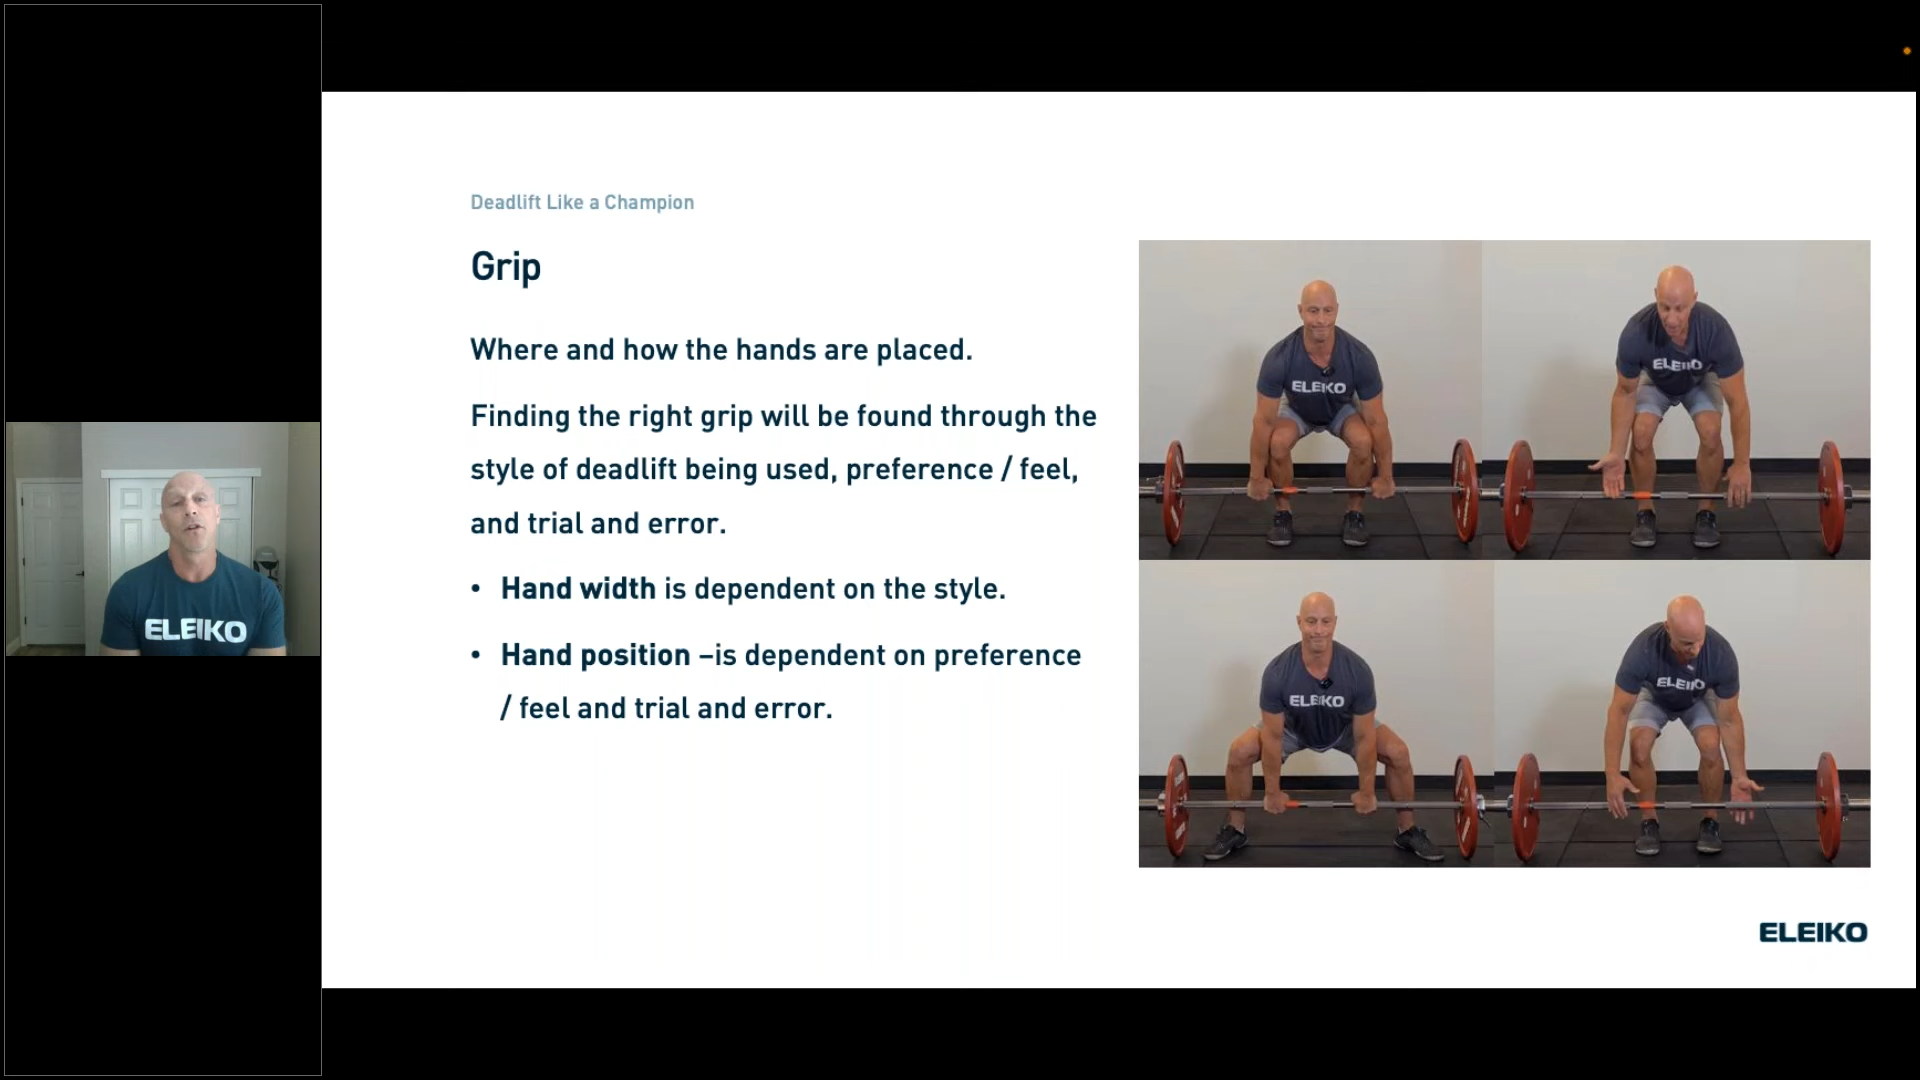 Deadlift Like a Champion
Grip
Where and how the hands are placed.
Finding the right grip will be found through the
style of deadlift being used, preference / feel,
and trial and error.
• Hand width is dependent on the style.
• Hand position –is dependent on preference
/ feel and trial and error.
ELEIKO
ELEIKO
ELEIKO
ELEIKO
ELEIKO
ELEIKO